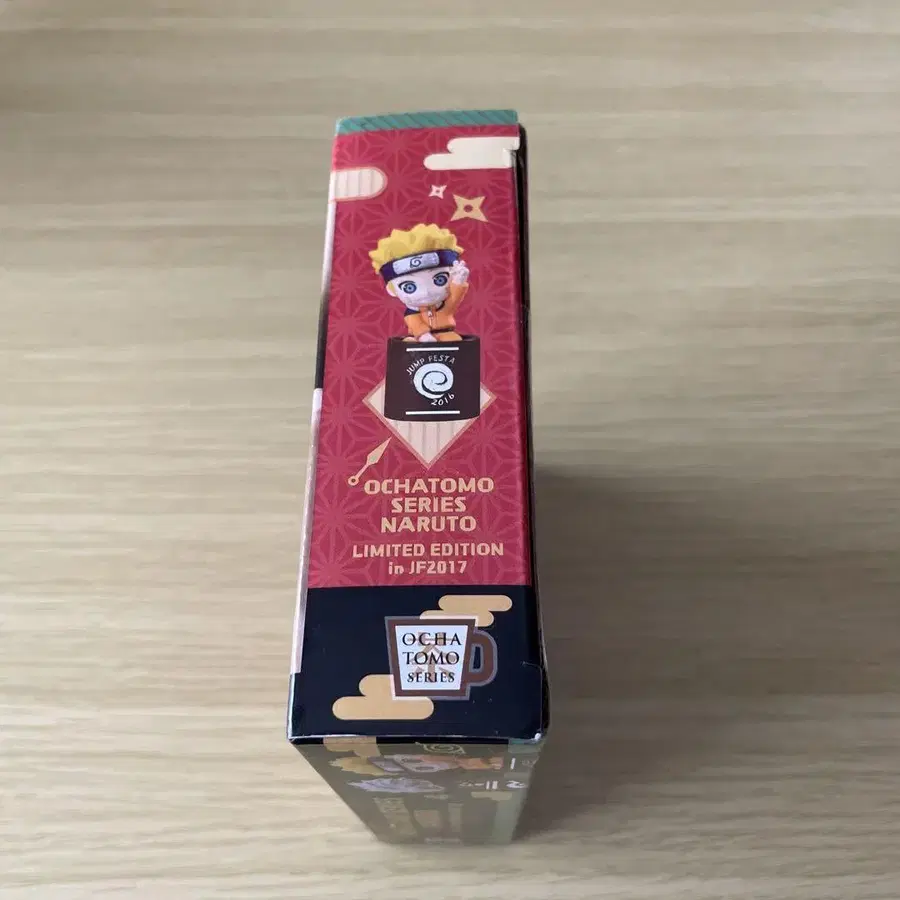 JUMP FESTA
2016
OCHATOMO
SERIES
NARUTO
LIMITED EDITION
in JF2017
OCHA
TOMO
SERIES